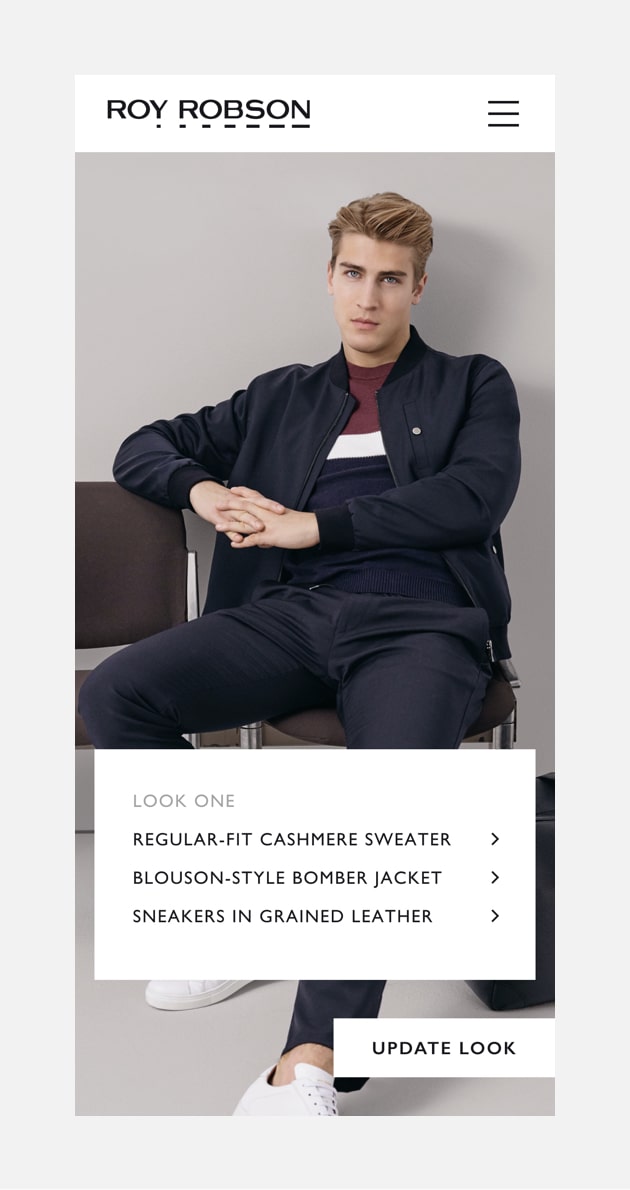 ROY ROBSON
LOOK ONE
REGULAR-FIT CASHMERE SWEATER
BLOUSON-STYLE BOMBER JACKET
SNEAKERS IN GRAINED LEATHER
UPDATE LOOK